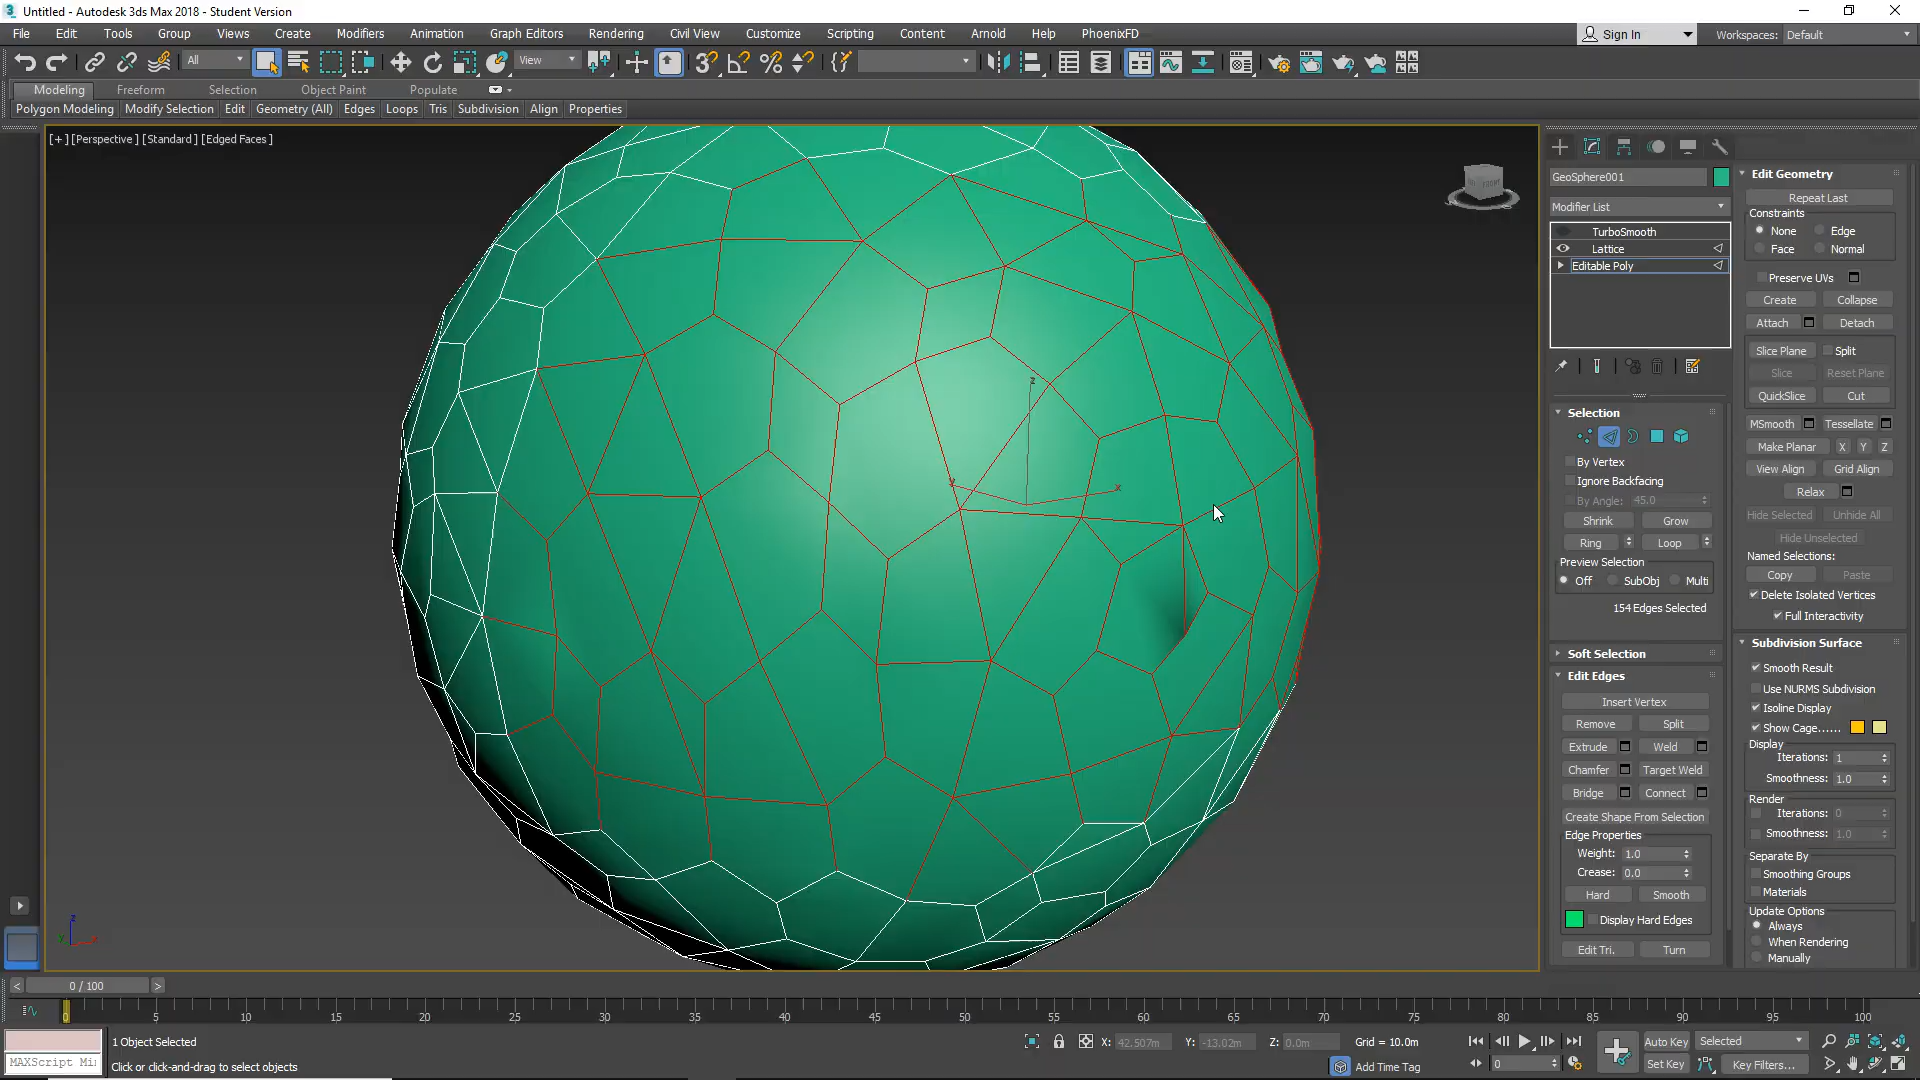 Untitled - Autodesk 3ds Max 2018 - Student Version
File Edit Tools Group Views Create Modifiers Animation Graph Editors Rendering Civil View Customize Scripting Content Arnold Help PhoenixFD
Sign In Workspaces: Default
All View
Modeling Freeform Selection Object Paint Populate
Polygon Modeling Modify Selection Edit Geometry (All) Edges Loops Tris Subdivision Align Properties
[+] [Perspective] [Standard] [Edged Faces]
GeoSphere001
Modifier List
TurboSmooth
Lattice
Editable Poly
Selection
By Vertex
Ignore Backfacing
By Angle: 45.0
Shrink Grow
Ring Loop
Preview Selection
Off SubObj Multi
154 Edges Selected
Soft Selection
Edit Edges
Insert Vertex
Remove Split
Extrude Weld
Chamfer Target Weld
Bridge Connect
Create Shape From Selection
Edge Properties
Weight: 1.0
Crease: 0.0
Hard Smooth
Display Hard Edges
Edit Tri. Turn
Edit Geometry
Repeat Last
Constraints
None Edge
Face Normal
Preserve UVs
Create Collapse
Attach Detach
Slice Plane Split
Slice Reset Plane
QuickSlice Cut
MSmooth Tessellate
Make Planar X Y Z
View Align Grid Align
Relax
Hide Selected Unhide All
Hide Unselected
Named Selections:
Copy Paste
Delete Isolated Vertices
Full Interactivity
Subdivision Surface
Smooth Result
Use NURMS Subdivision
Isoline Display
Show Cage......
Display
Iterations: 1
Smoothness: 1.0
Render
Iterations: 0
Smoothness: 1.0
Separate By
Smoothing Groups
Materials
Update Options
Always
When Rendering
Manually
z
y x
z
y x
0 / 100
0 5 10 15 20 25 30 35 40 45 50 55 60 65 70 75 80 85 90 95 100
1 Object Selected
X: 42.507m Y: -13.02m Z: 0.0m Grid = 10.0m
Auto Key Selected
MAXScript Mi
Click or click-and-drag to select objects
Add Time Tag
0
Set Key Key Filters...